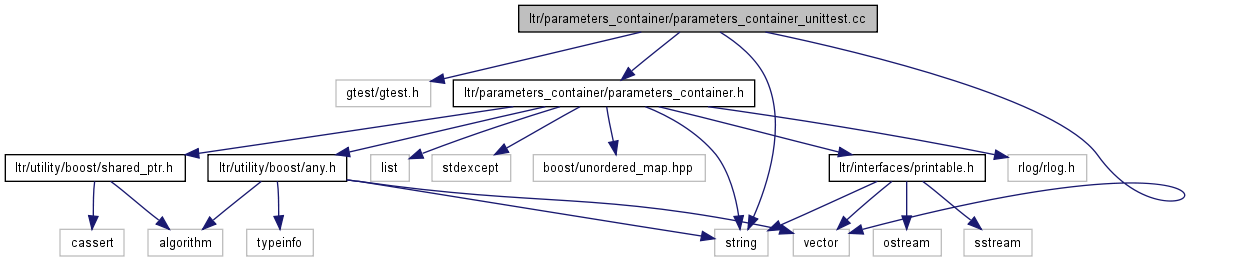 ltr/parameters_container/parameters_container_unittest.cc
gtest/gtest.h
ltr/parameters_container/parameters_container.h
ltr/utility/boost/shared_ptr.h
ltr/utility/boost/any.h
list
stdexcept
boost/unordered_map.hpp
ltr/interfaces/printable.h
rlog/rlog.h
cassert
algorithm
typeinfo
string
vector
ostream
sstream